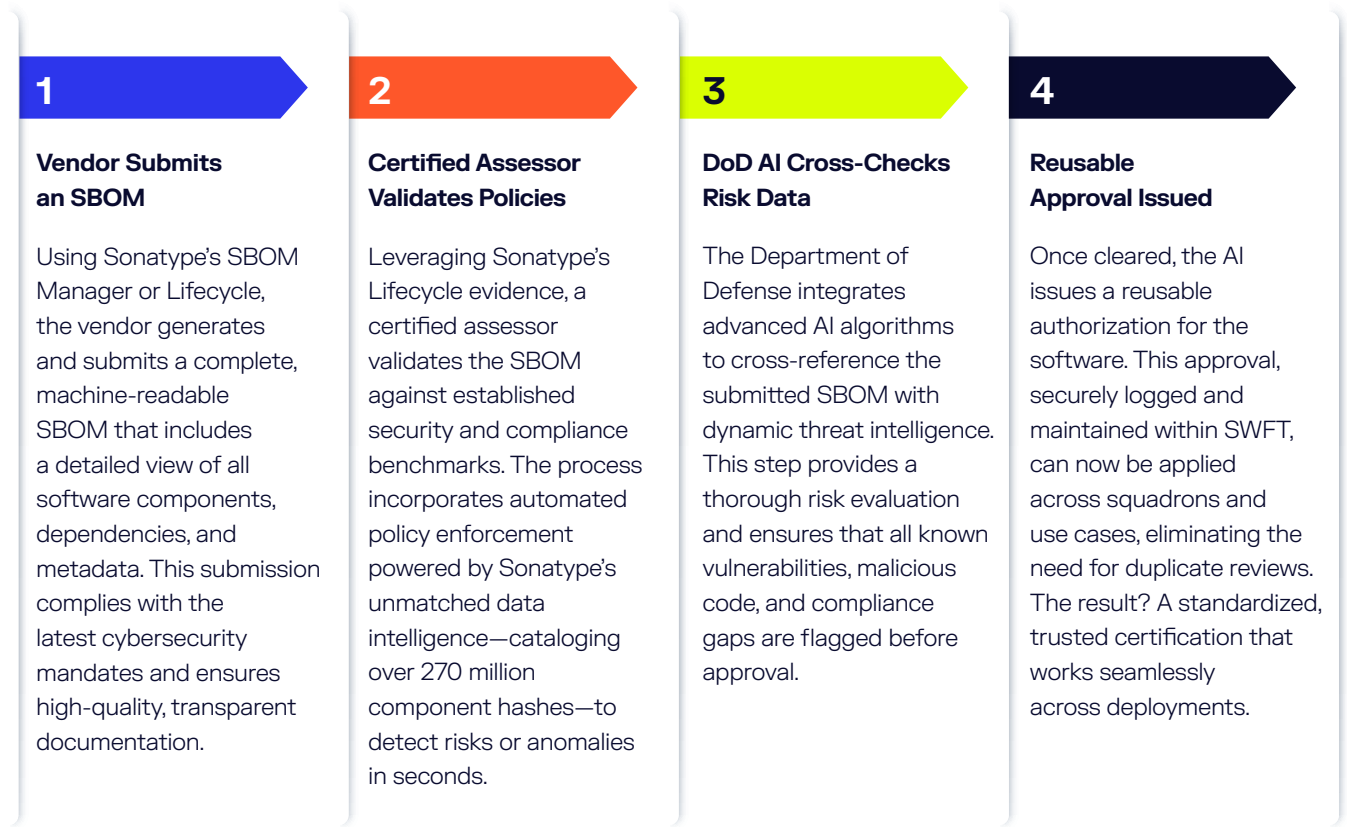 1
Vendor Submits
an SBOM
Using Sonatype’s SBOM
Manager or Lifecycle,
the vendor generates
and submits a complete,
machine-readable
SBOM that includes
a detailed view of all
software components,
dependencies, and
metadata. This submission
complies with the
latest cybersecurity
mandates and ensures
high-quality, transparent
documentation.
2
Certified Assessor
Validates Policies
Leveraging Sonatype’s
Lifecycle evidence, a
certified assessor
validates the SBOM
against established
security and compliance
benchmarks. The process
incorporates automated
policy enforcement
powered by Sonatype’s
unmatched data
intelligence—cataloging
over 270 million
component hashes—to
detect risks or anomalies
in seconds.
3
DoD AI Cross-Checks
Risk Data
The Department of
Defense integrates
advanced AI algorithms
to cross-reference the
submitted SBOM with
dynamic threat intelligence.
This step provides a
thorough risk evaluation
and ensures that all known
vulnerabilities, malicious
code, and compliance
gaps are flagged before
approval.
4
Reusable
Approval Issued
Once cleared, the AI
issues a reusable
authorization for the
software. This approval,
securely logged and
maintained within SWFT,
can now be applied
across squadrons and
use cases, eliminating the
need for duplicate reviews.
The result? A standardized,
trusted certification that
works seamlessly
across deployments.